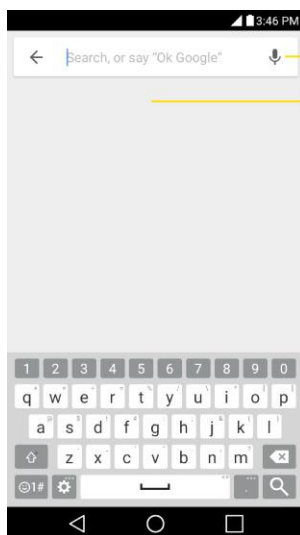 3:46 PM
Search, or say "Ok Google"
1 2 3 4 5 6 7 8 9 0
q w e r t y u i o p
a s d f g h j k l
z x c v b n m
1# .